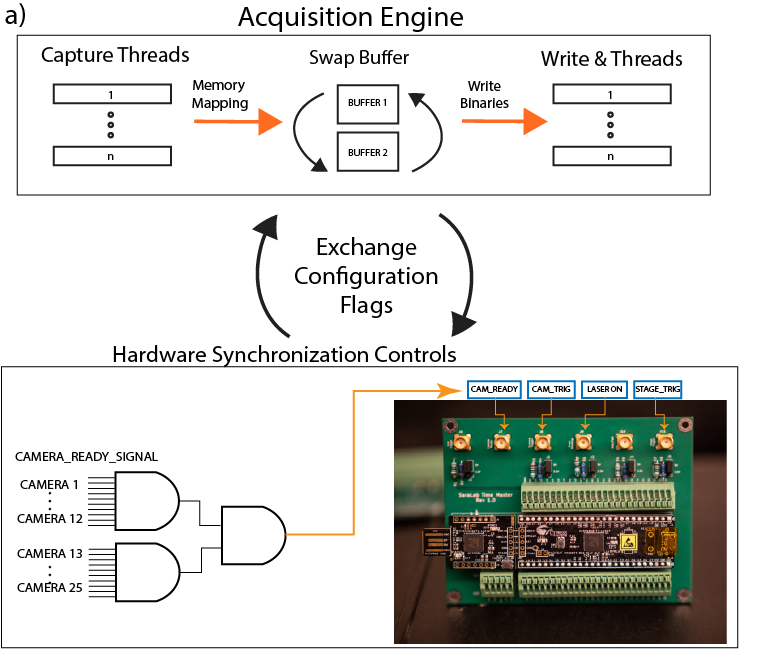 a)
Acquisition Engine
Capture Threads
Swap Buffer
Write & Threads
Memory
Mapping
Write
Binaries
1
BUFFER 1
1
n
BUFFER 2
n
Exchange
Configuration
Flags
Hardware Synchronization Controls
CAM_READY
CAM_TRIG
LASER ON
STAGE_TRIG
CAMERA_READY_SIGNAL
CAMERA 1
CAMERA 12
CAMERA 13
CAMERA 25
SaraLab Time Master
Rev 1.0